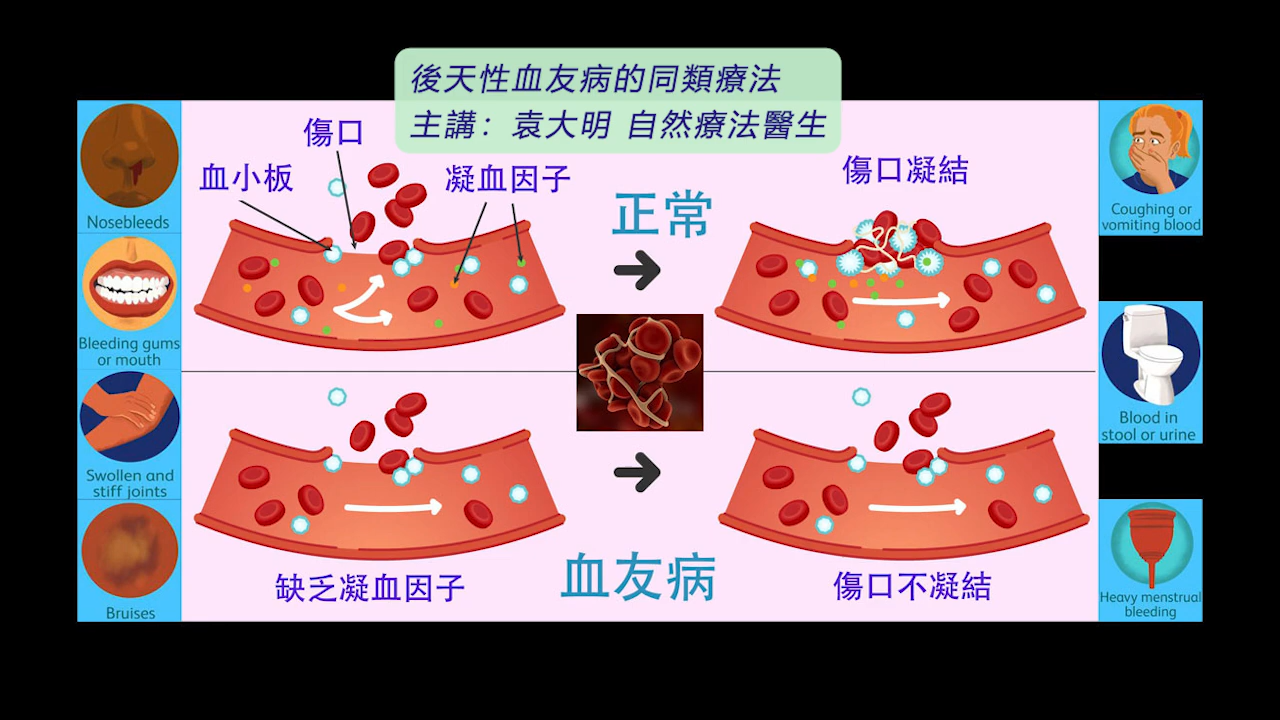 後天性血友病的同類療法
主講：袁大明 自然療法醫生
Nosebleeds
Bleeding gums
or mouth
Swollen and
stiff joints
Bruises
傷口
血小板
凝血因子
正常
傷口凝結
缺乏凝血因子
血友病
傷口不凝結
Coughing or
vomiting blood
Blood in
stool or urine
Heavy menstrual
bleeding